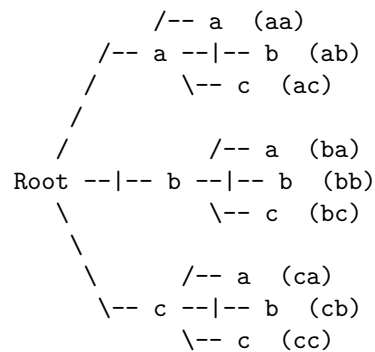 /-- a (aa)
/-- a --|-- b (ab)
/ \-- c (ac)
/
/ /-- a (ba)
Root --|-- b --|-- b (bb)
\ \-- c (bc)
\
\ /-- a (ca)
\-- c --|-- b (cb)
\-- c (cc)